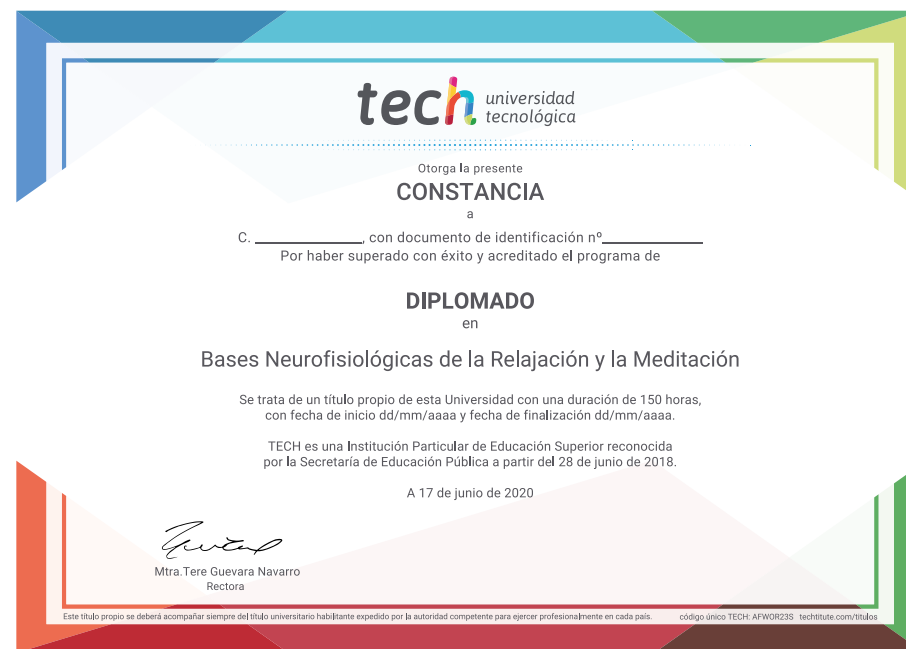 tech universidad
tecnológica
Otorga la presente
CONSTANCIA
a
C. ______________, con documento de identificación nº_____________
Por haber superado con éxito y acreditado el programa de
DIPLOMADO
en
Bases Neurofisiológicas de la Relajación y la Meditación
Se trata de un título propio de esta Universidad con una duración de 150 horas,
con fecha de inicio dd/mm/aaaa y fecha de finalización dd/mm/aaaa.
TECH es una Institución Particular de Educación Superior reconocida
por la Secretaría de Educación Pública a partir del 28 de junio de 2018.
A 17 de junio de 2020
Mtra.Tere Guevara Navarro
Rectora
Este título propio se deberá acompañar siempre del título universitario habilitante expedido por la autoridad competente para ejercer profesionalmente en cada país. código único TECH: AFWOR23S techtitute.com/titulos